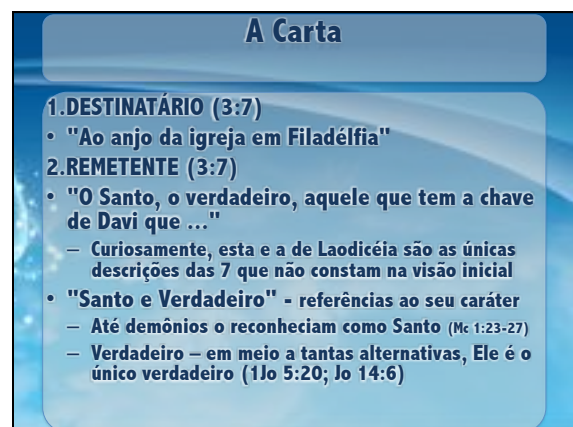 A Carta
1.DESTINATÁRIO (3:7)
• "Ao anjo da igreja em Filadélfia"
2.REMETENTE (3:7)
• "O Santo, o verdadeiro, aquele que tem a chave
de Davi que ..."
– Curiosamente, esta e a de Laodicéia são as únicas
descrições das 7 que não constam na visão inicial
• "Santo e Verdadeiro" - referências ao seu caráter
– Até demônios o reconheciam como Santo (Mc 1:23-27)
– Verdadeiro – em meio a tantas alternativas, Ele é o
único verdadeiro (1Jo 5:20; Jo 14:6)